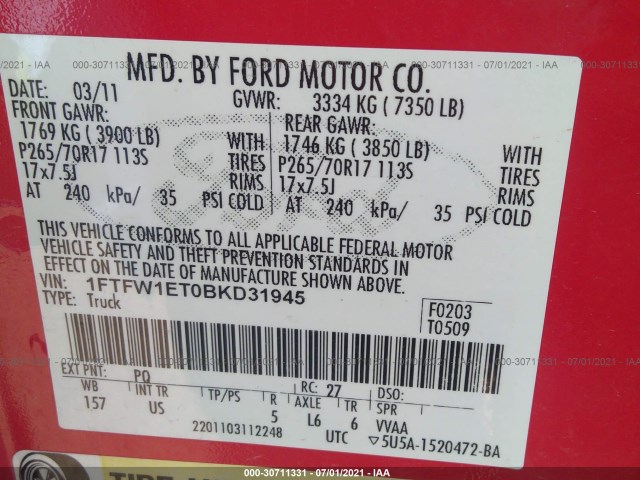 000-30711331 - 07/01/2021 - IAA
MFD. BY FORD MOTOR CO.
DATE: 03/11 GVWR: 3334 KG ( 7350 LB)
FRONT GAWR: REAR GAWR:
1769 KG ( 3900 LB) WITH 1746 KG ( 3850 LB) WITH
P265/70R17 113S TIRES P265/70R17 113S TIRES
17x7.5J RIMS 17x7.5J RIMS
AT 240 kPa/ 35 PSI COLD AT 240 kPa/ 35 PSI COLD
THIS VEHICLE CONFORMS TO ALL APPLICABLE FEDERAL MOTOR
VEHICLE SAFETY AND THEFT PREVENTION STANDARDS IN
EFFECT ON THE DATE OF MANUFACTURE SHOWN ABOVE.
VIN: 1FTFW1ET0BKD31945
TYPE: Truck
F0203
T0509
EXT PNT: PQ RC: 27 DSO:
WB INT TR TP/PS R AXLE TR SPR
157 US 5 L6 6 VVAA
2201103112248 UTC ▽5U5A-1520472-BA
000-30711331 - 07/01/2021 - IAA